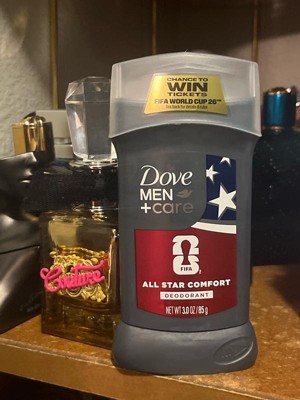 CHANCE TO
WIN
TICKETS
FIFA WORLD CUP 26™
Dove
MEN
+care
FIFA
ALL STAR COMFORT
DEODORANT
NET WT 3.0 OZ / 85 g
Couture